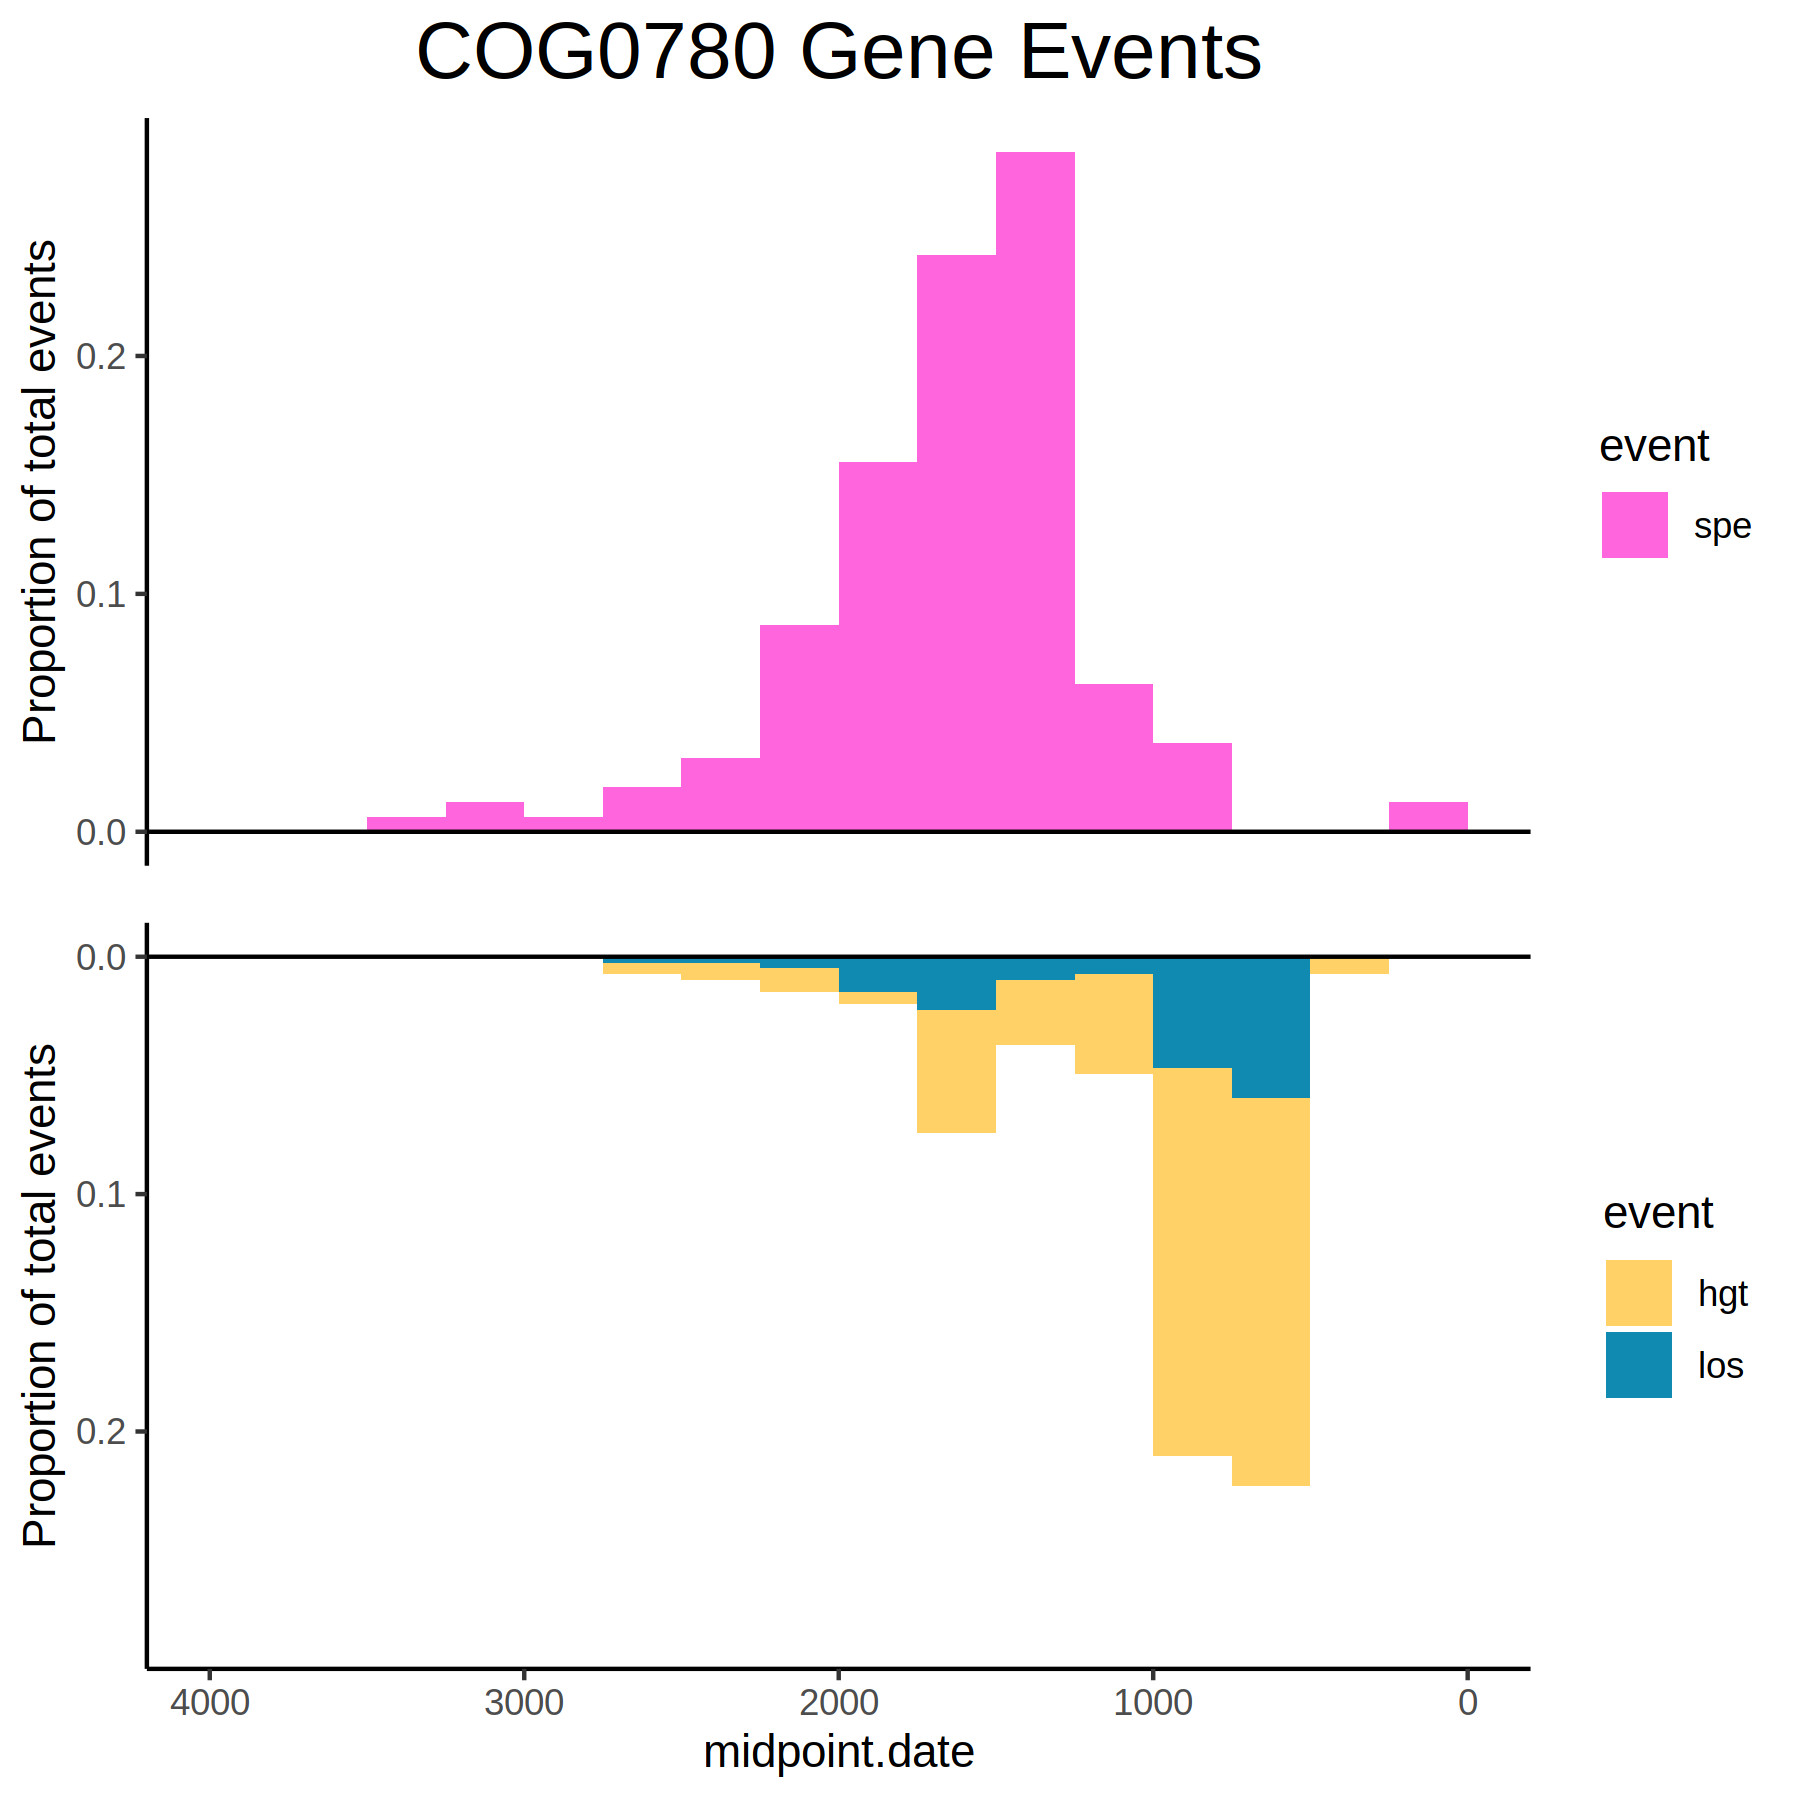 COG0780 Gene Events
Proportion of total events
0.2
0.1
0.0
event
spe
Proportion of total events
0.0
0.1
0.2
event
hgt
los
4000 3000 2000 1000 0
midpoint.date